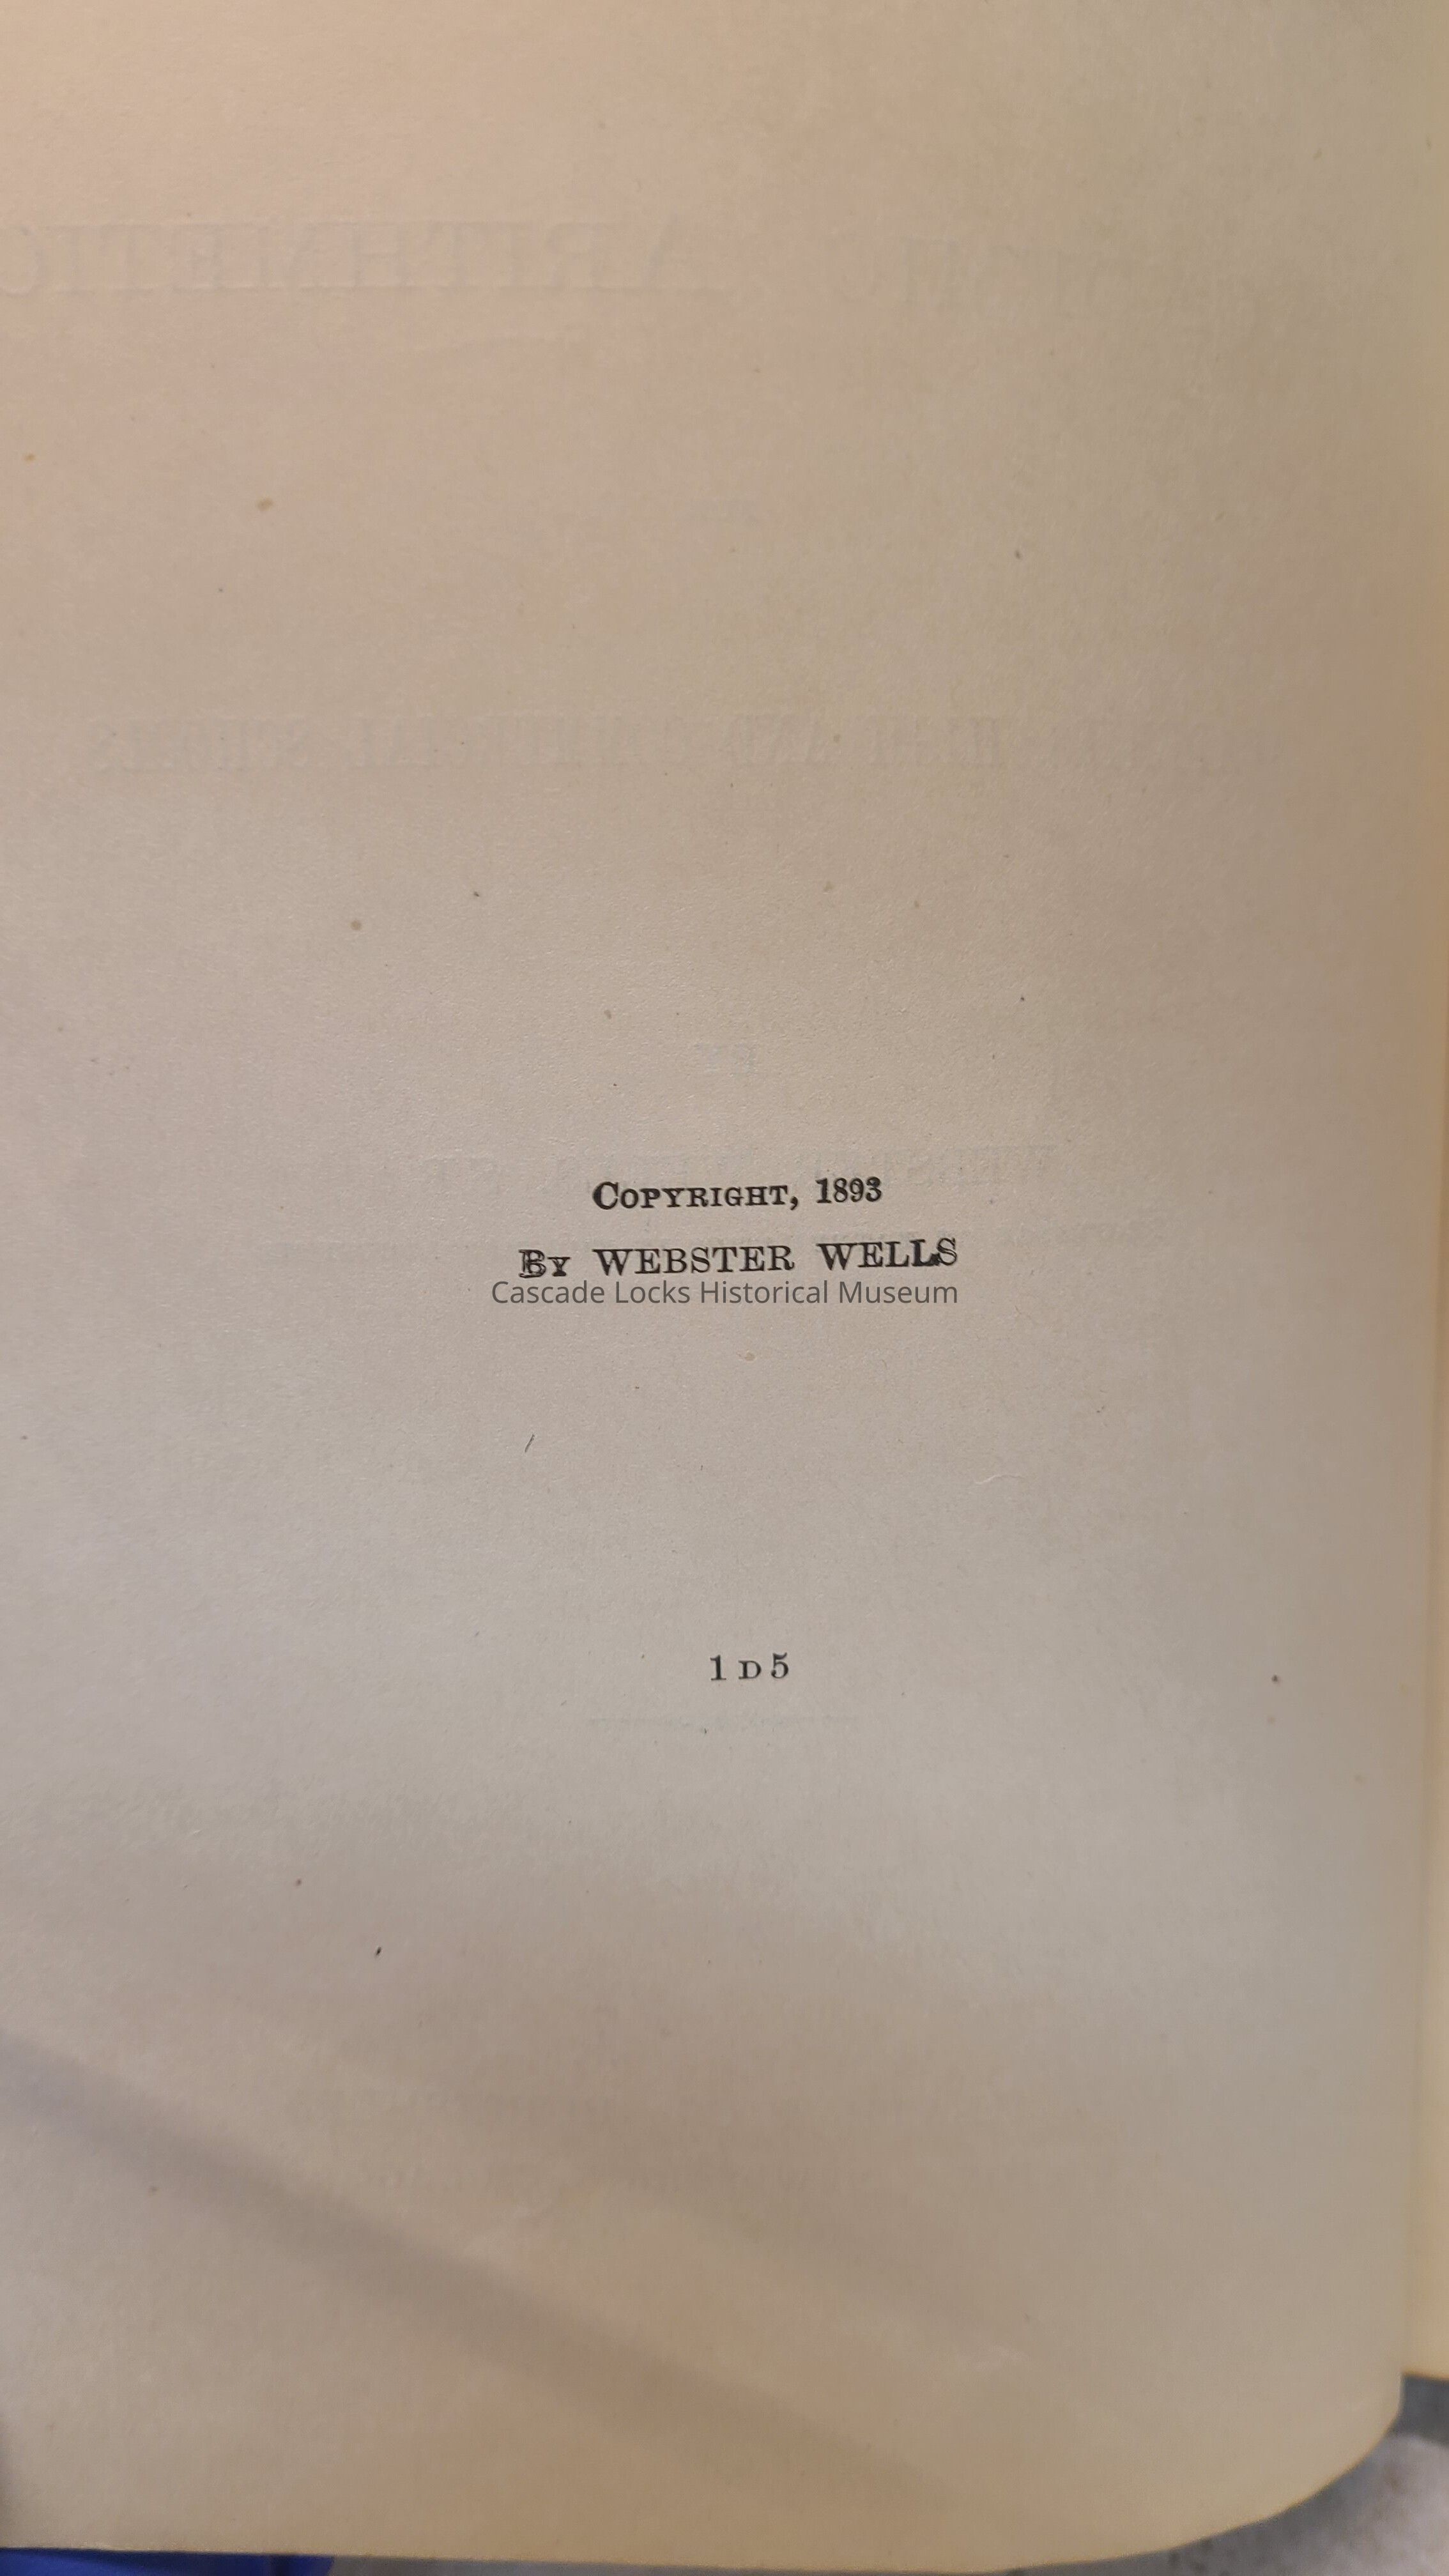 COPYRIGHT, 1893
BY WEBSTER WELLS
Cascade Locks Historical Museum
1 D 5